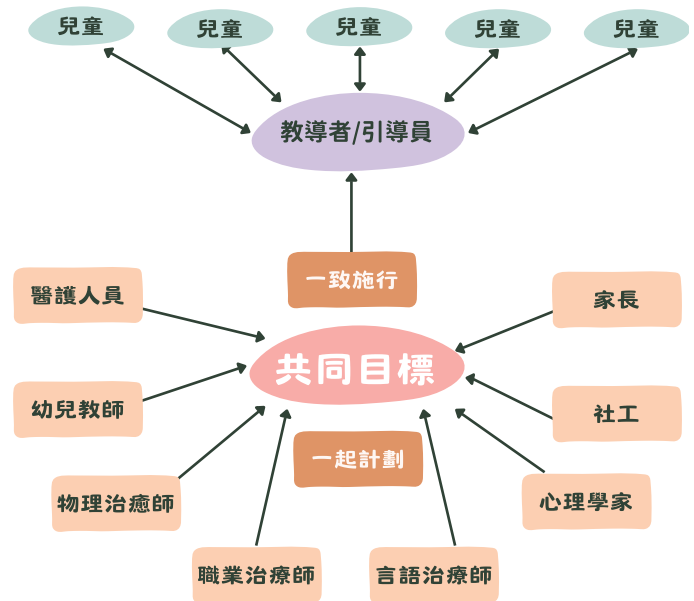 兒童
兒童
兒童
兒童
兒童
教導者/引導員
一致施行
醫護人員
家長
共同目標
幼兒教師
社工
一起計劃
物理治癒師
心理學家
職業治療師
言語治療師